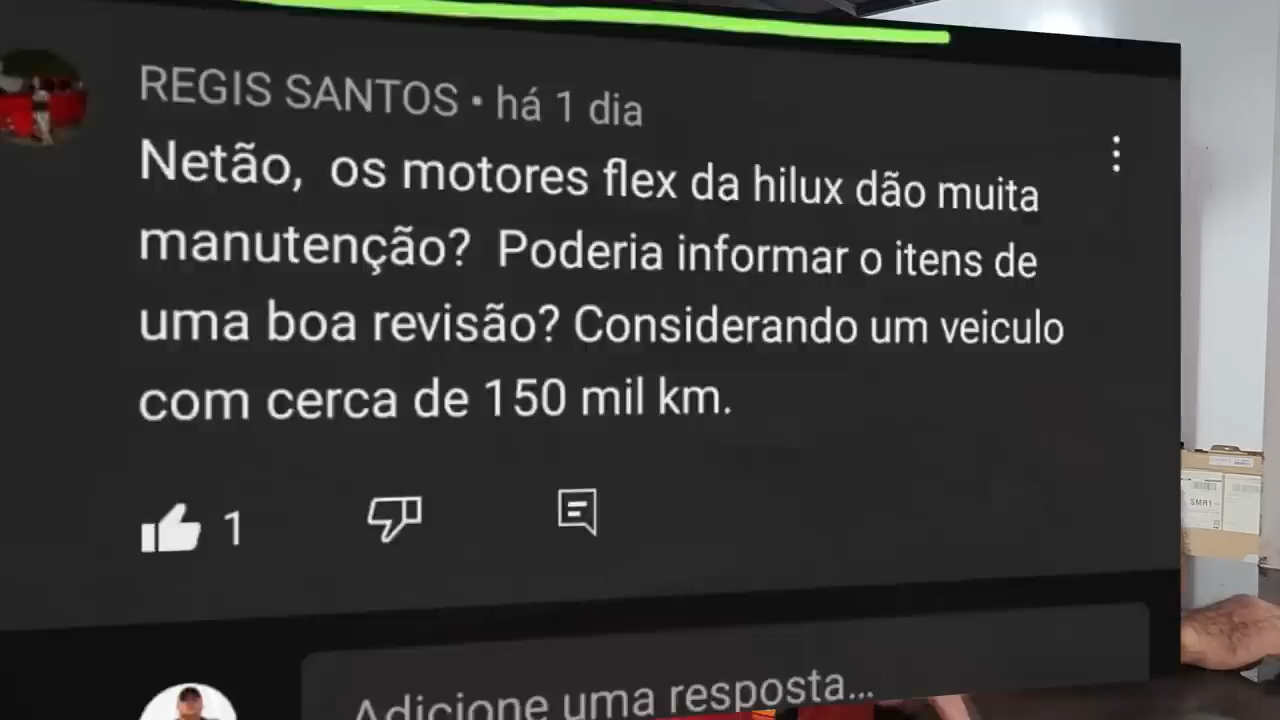 REGIS SANTOS • há 1 dia
Netão, os motores flex da hilux dão muita
manutenção? Poderia informar o itens de
uma boa revisão? Considerando um veiculo
com cerca de 150 mil km.
1
SMR1
Adicione uma resposta...